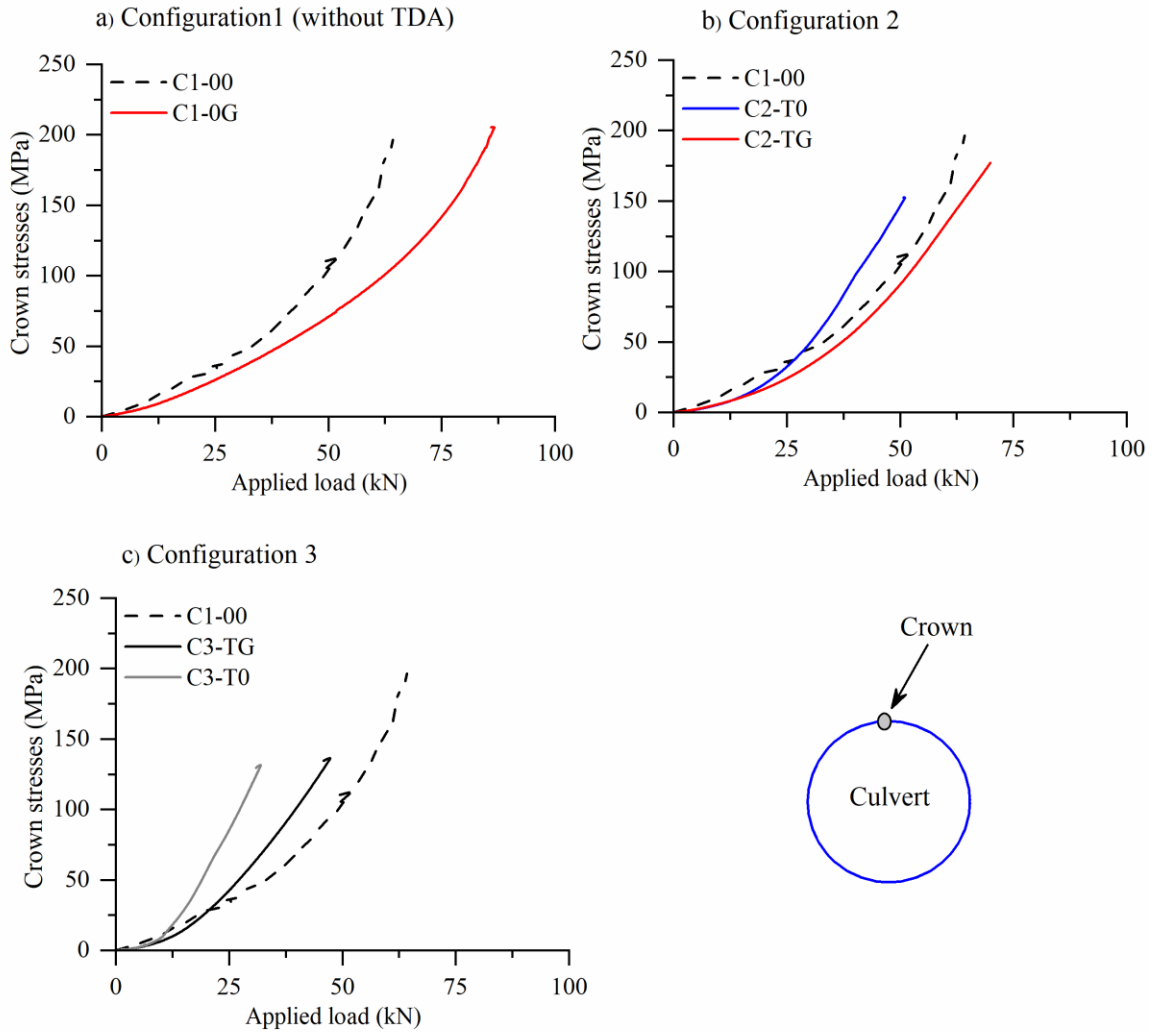 a) Configuration1 (without TDA)
250
200
150
100
50
0
Crown stresses (MPa)
C1-00
C1-0G
0 25 50 75 100
Applied load (kN)
b) Configuration 2
250
200
150
100
50
0
Crown stresses (MPa)
C1-00
C2-T0
C2-TG
0 25 50 75 100
Applied load (kN)
c) Configuration 3
250
200
150
100
50
0
Crown stresses (MPa)
C1-00
C3-TG
C3-T0
0 25 50 75 100
Applied load (kN)
Crown
Culvert